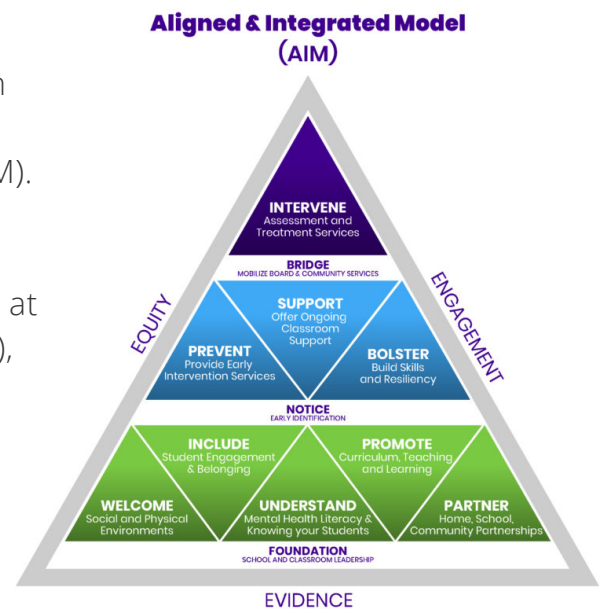 Aligned & Integrated Model
(AIM)
M).
at
),
INTERVENE
Assessment and
Treatment Services
BRIDGE
MOBILIZE BOARD & COMMUNITY SERVICES
EQUITY
ENGAGEMENT
SUPPORT
Offer Ongoing
Classroom
Support
PREVENT
Provide Early
Intervention Services
BOLSTER
Build Skills
and Resiliency
NOTICE
EARLY IDENTIFICATION
INCLUDE
Student Engagement
& Belonging
PROMOTE
Curriculum, Teaching
and Learning
WELCOME
Social and Physical
Environments
UNDERSTAND
Mental Health Literacy &
Knowing your Students
PARTNER
Home, School,
Community Partnerships
FOUNDATION
SCHOOL AND CLASSROOM LEADERSHIP
EVIDENCE